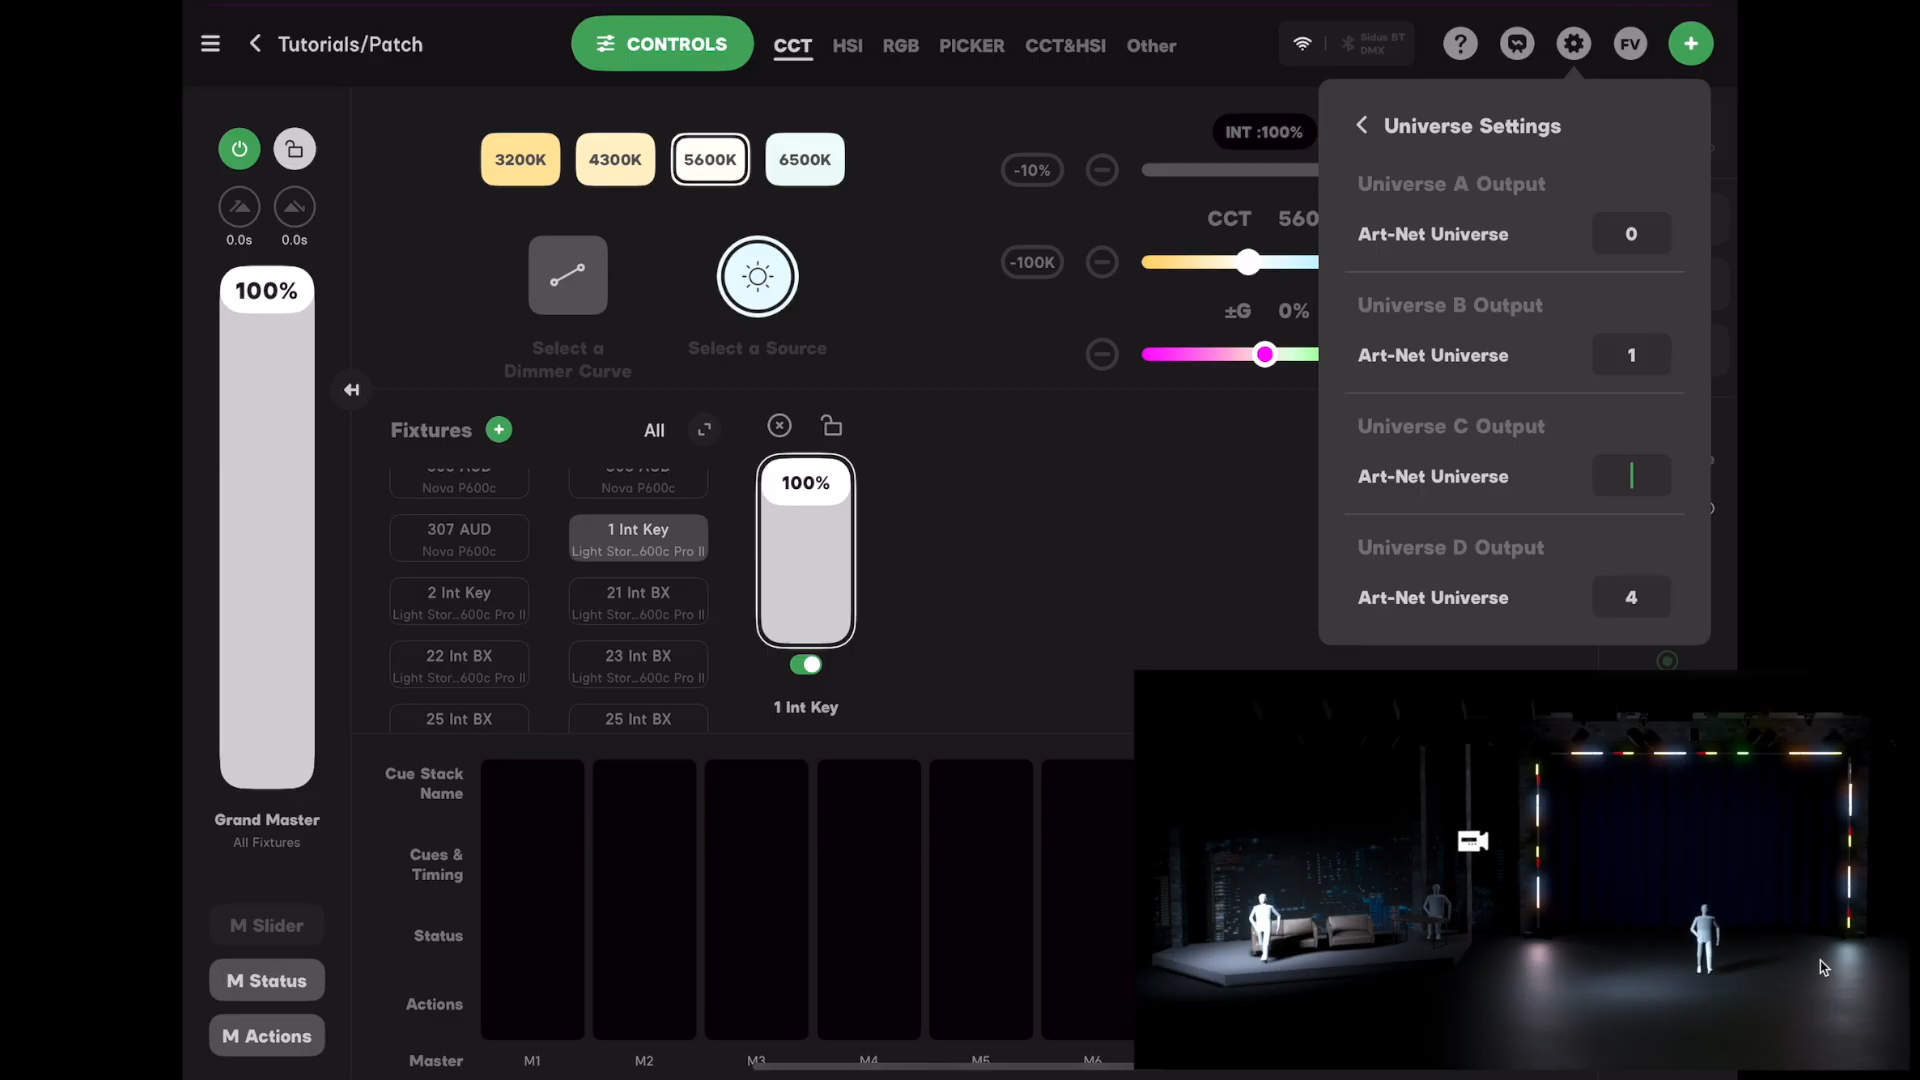 Tutorials/Patch
CONTROLS
CCT
HSI
RGB
PICKER
CCT&HSI
Other
Sidus BT
DMX
?
FV
+
Universe Settings
Universe A Output
Art-Net Universe
0
Universe B Output
Art-Net Universe
1
Universe C Output
Art-Net Universe
Universe D Output
Art-Net Universe
4
0.0s
0.0s
100%
Grand Master
All Fixtures
M Slider
M Status
M Actions
3200K
4300K
5600K
6500K
Select a
Dimmer Curve
Select a Source
INT :100%
-10%
CCT
560
-100K
±G
0%
Fixtures
All
Nova P600c
Nova P600c
307 AUD
Nova P600c
1 Int Key
Light Stor...600c Pro II
2 Int Key
Light Stor...600c Pro II
21 Int BX
Light Stor...600c Pro II
22 Int BX
Light Stor...600c Pro II
23 Int BX
Light Stor...600c Pro II
25 Int BX
25 Int BX
100%
1 Int Key
Cue Stack
Name
Cues &
Timing
Status
Actions
Master
M1
M2
M3
M4
M5
M6